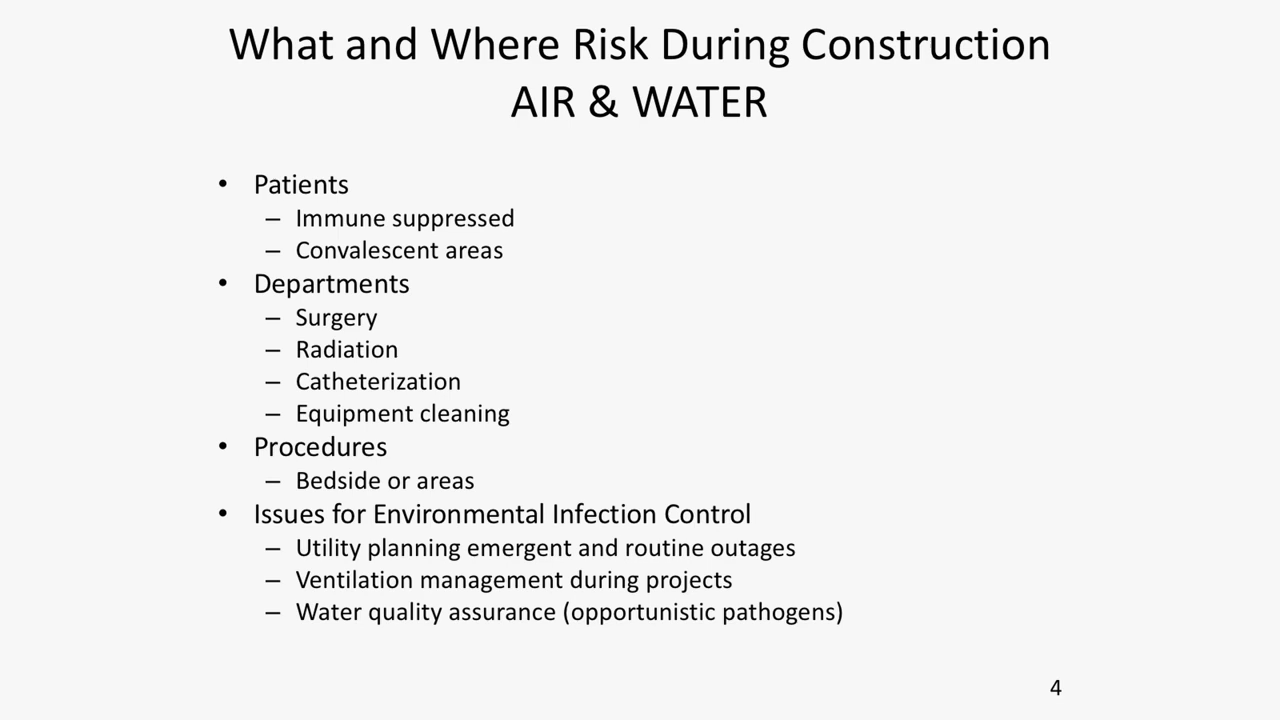 What and Where Risk During Construction
AIR & WATER
• Patients
– Immune suppressed
– Convalescent areas
• Departments
– Surgery
– Radiation
– Catheterization
– Equipment cleaning
• Procedures
– Bedside or areas
• Issues for Environmental Infection Control
– Utility planning emergent and routine outages
– Ventilation management during projects
– Water quality assurance (opportunistic pathogens)
4